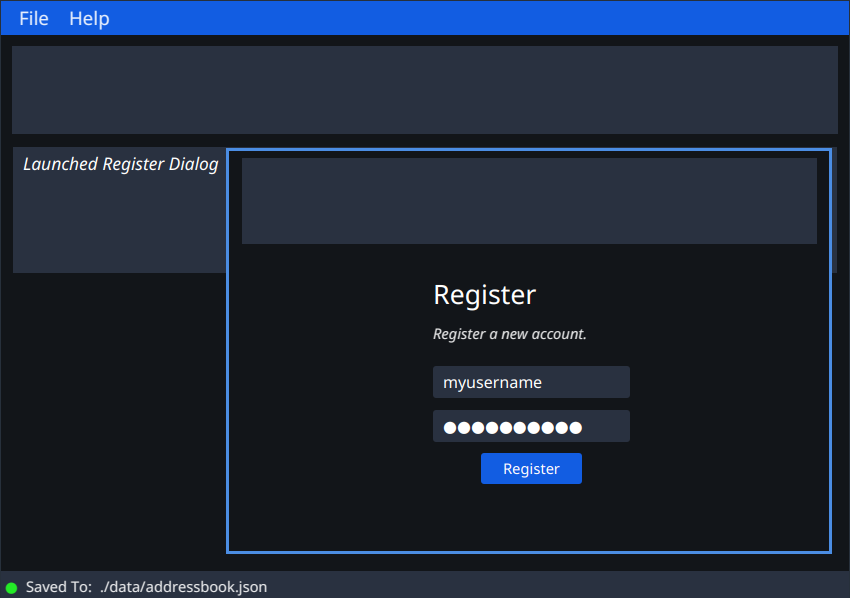 File Help
Launched Register Dialog
Register
Register a new account.
myusername
●●●●●●●●●●
Register
Saved To: ./data/addressbook.json